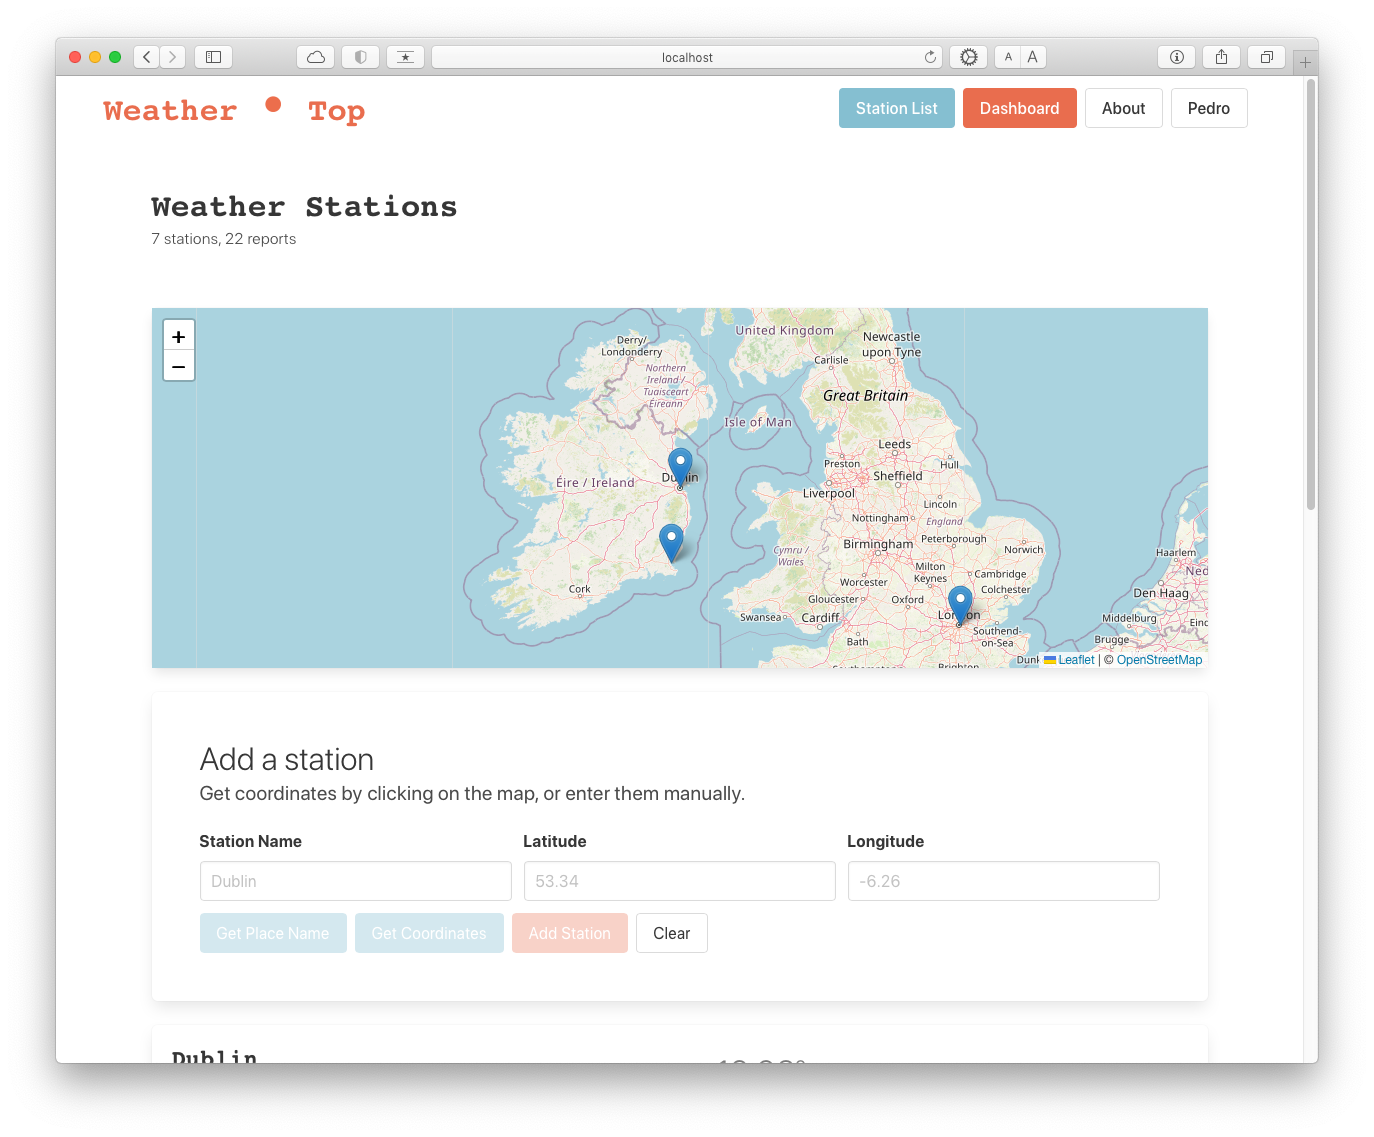 localhost
A A
Weather Top
Station List Dashboard About Pedro
Weather Stations
7 stations, 22 reports
+
−
United Kingdom
Newcastle
upon Tyne
Derry/
Londonderry
Carlisle
Northern
Ireland /
Tuaisceart
Éireann
Great Britain
Isle of Man
Leeds
Preston
Hull
Dublin
Sheffield
Éire / Ireland
Liverpool
Lincoln
Nottingham
England
Birmingham
Peterborough
Norwich
Cymru /
Wales
Haarlem
Ned
Milton
Keynes
Cambridge
Worcester
Cork
Colchester
Den Haag
Gloucester
Oxford
London
Swansea
Cardiff
Middelburg
Einc
Southend-
on-Sea
Bath
Brugge
Southampton
Brighton
Dunk
Leaflet | © OpenStreetMap
Add a station
Get coordinates by clicking on the map, or enter them manually.
Station Name Latitude Longitude
Dublin 53.34 -6.26
Get Place Name Get Coordinates Add Station Clear
Dublin